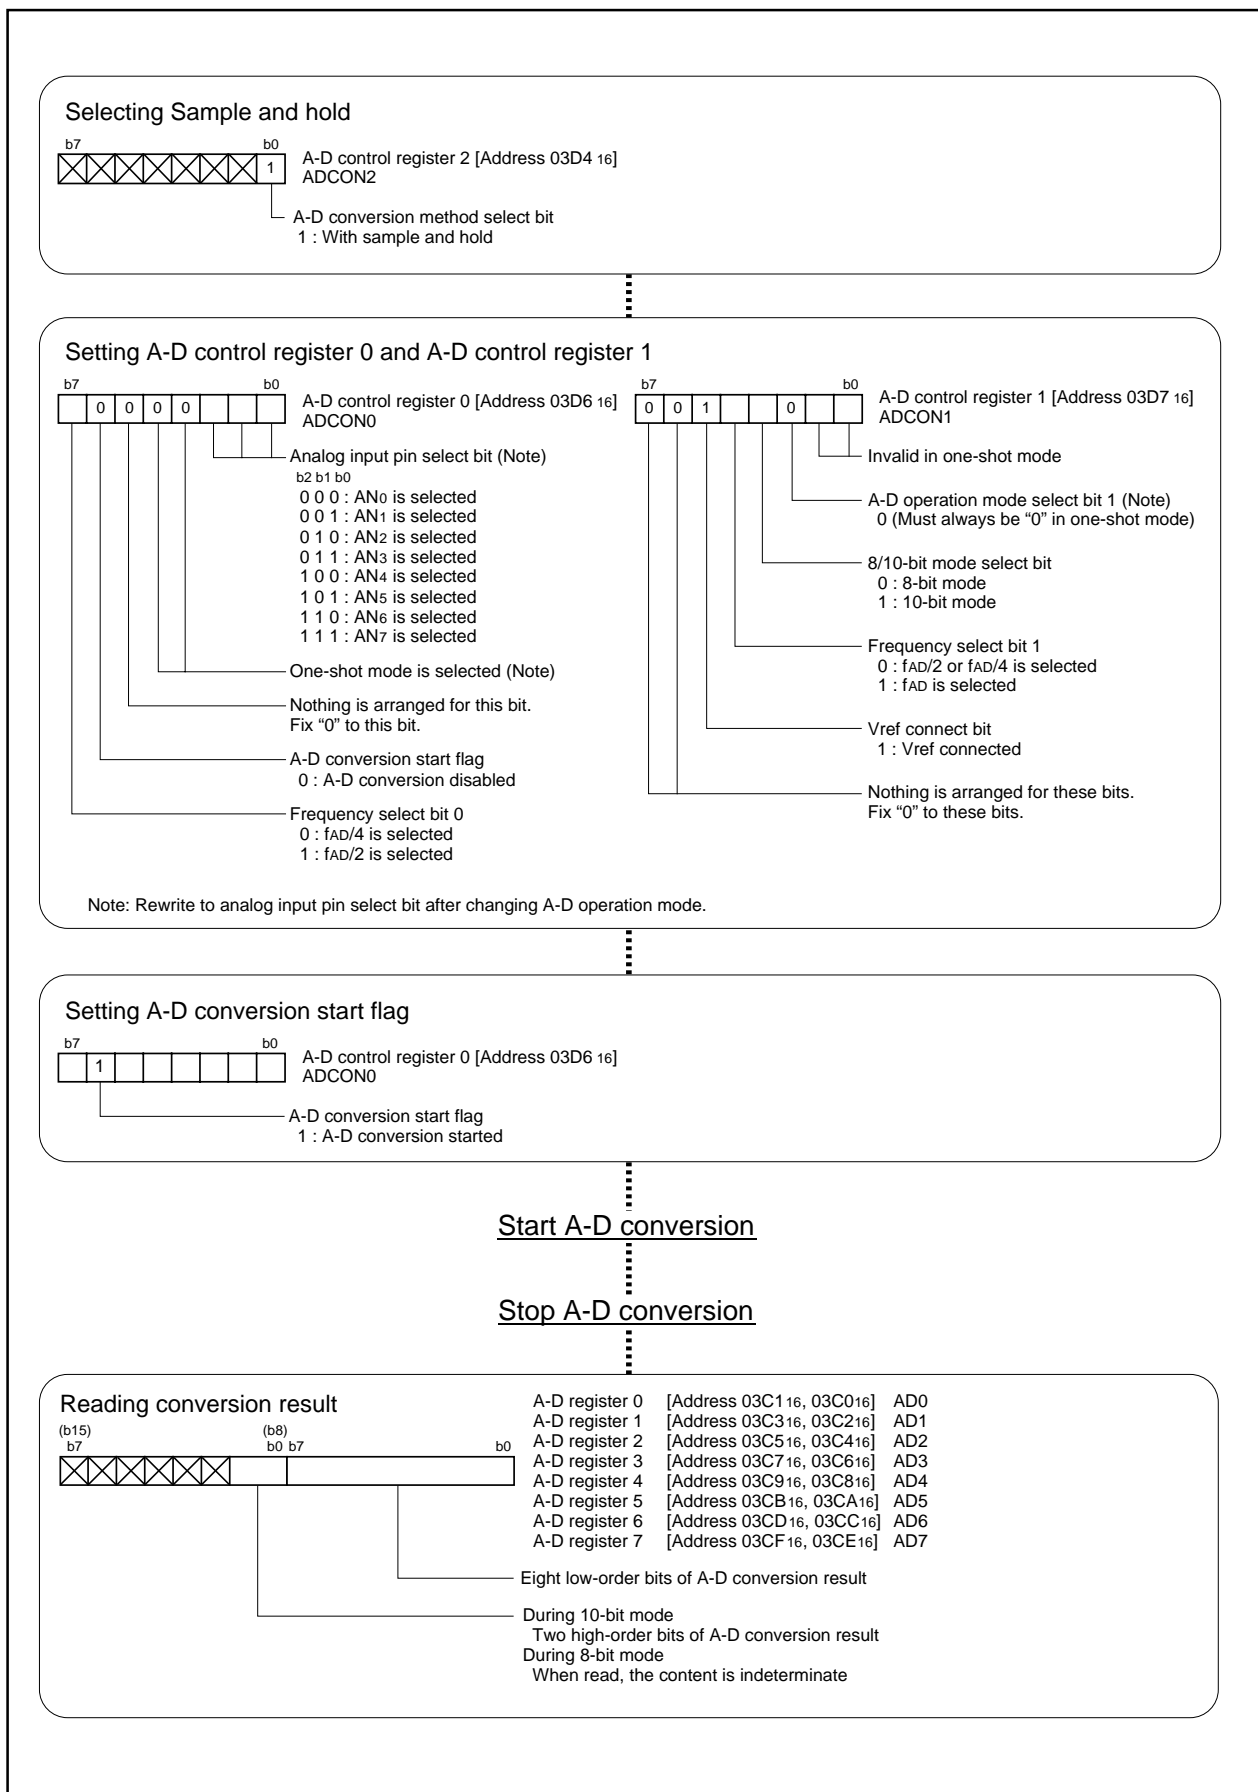 Selecting Sample and hold
b7 b0
1
A-D control register 2 [Address 03D4 16]
ADCON2
A-D conversion method select bit
1 : With sample and hold
Setting A-D control register 0 and A-D control register 1
b7 b0
0 0 0 0
A-D control register 0 [Address 03D6 16]
ADCON0
Analog input pin select bit (Note)
b2 b1 b0
0 0 0 : AN0 is selected
0 0 1 : AN1 is selected
0 1 0 : AN2 is selected
0 1 1 : AN3 is selected
1 0 0 : AN4 is selected
1 0 1 : AN5 is selected
1 1 0 : AN6 is selected
1 1 1 : AN7 is selected
One-shot mode is selected (Note)
Nothing is arranged for this bit.
Fix “0” to this bit.
A-D conversion start flag
0 : A-D conversion disabled
Frequency select bit 0
0 : fAD/4 is selected
1 : fAD/2 is selected
b7 b0
0 0 1 0
A-D control register 1 [Address 03D7 16]
ADCON1
Invalid in one-shot mode
A-D operation mode select bit 1 (Note)
0 (Must always be “0” in one-shot mode)
8/10-bit mode select bit
0 : 8-bit mode
1 : 10-bit mode
Frequency select bit 1
0 : fAD/2 or fAD/4 is selected
1 : fAD is selected
Vref connect bit
1 : Vref connected
Nothing is arranged for these bits.
Fix “0” to these bits.
Note: Rewrite to analog input pin select bit after changing A-D operation mode.
Setting A-D conversion start flag
b7 b0
1
A-D control register 0 [Address 03D6 16]
ADCON0
A-D conversion start flag
1 : A-D conversion started
Start A-D conversion
Stop A-D conversion
Reading conversion result
(b15) (b8)
b7 b0 b7 b0
A-D register 0 [Address 03C116, 03C016] AD0
A-D register 1 [Address 03C316, 03C216] AD1
A-D register 2 [Address 03C516, 03C416] AD2
A-D register 3 [Address 03C716, 03C616] AD3
A-D register 4 [Address 03C916, 03C816] AD4
A-D register 5 [Address 03CB16, 03CA16] AD5
A-D register 6 [Address 03CD16, 03CC16] AD6
A-D register 7 [Address 03CF16, 03CE16] AD7
Eight low-order bits of A-D conversion result
During 10-bit mode
Two high-order bits of A-D conversion result
During 8-bit mode
When read, the content is indeterminate